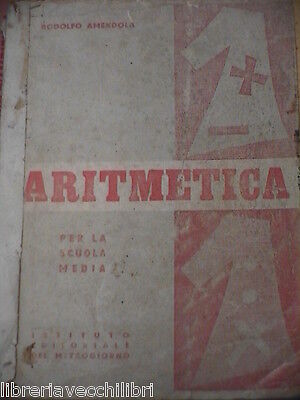 RODOLFO AMENDOLA
ARITMETICA
PER LA
SCUOLA
MEDIA
ISTITUTO
EDITORIALE
DEL MEZZOGIORNO
libreriavecchilibri